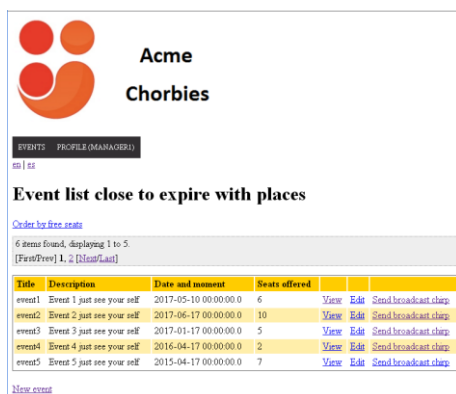 Acme
Chorbies
EVENTS PROFILE (MANAGER1)
en | es
Event list close to expire with places
Order by free seats
6 items found, displaying 1 to 5.
[First/Prev] 1, 2 [Next/Last]
Title Description Date and moment Seats offered
event1 Event 1 just see your self 2017-05-10 00:00:00.0 6 View Edit Send broadcast chirp
event2 Event 2 just see your self 2017-06-17 00:00:00.0 10 View Edit Send broadcast chirp
event3 Event 3 just see your self 2017-01-17 00:00:00.0 5 View Edit Send broadcast chirp
event4 Event 4 just see your self 2016-04-17 00:00:00.0 2 View Edit Send broadcast chirp
event5 Event 5 just see your self 2015-04-17 00:00:00.0 7 View Edit Send broadcast chirp
New event